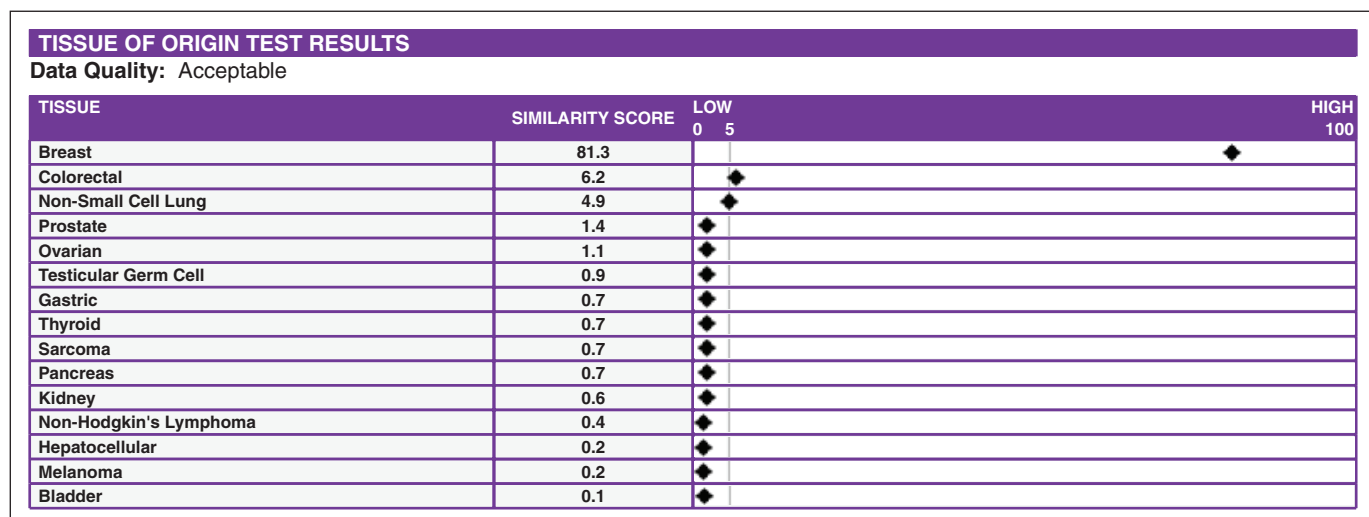 TISSUE OF ORIGIN TEST RESULTS
Data Quality: Acceptable
TISSUE SIMILARITY SCORE LOW HIGH
0 5 100
Breast 81.3
Colorectal 6.2
Non-Small Cell Lung 4.9
Prostate 1.4
Ovarian 1.1
Testicular Germ Cell 0.9
Gastric 0.7
Thyroid 0.7
Sarcoma 0.7
Pancreas 0.7
Kidney 0.6
Non-Hodgkin's Lymphoma 0.4
Hepatocellular 0.2
Melanoma 0.2
Bladder 0.1